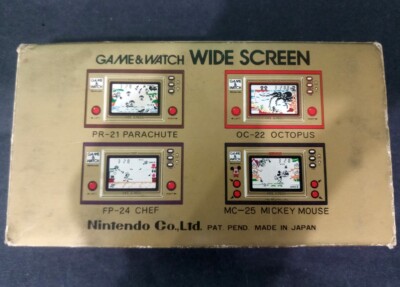 GAME&WATCH WIDE SCREEN
PR-21 PARACHUTE
OC-22 OCTOPUS
FP-24 CHEF
MC-25 MICKEY MOUSE
Nintendo Co.,Ltd. PAT. PEND. MADE IN JAPAN